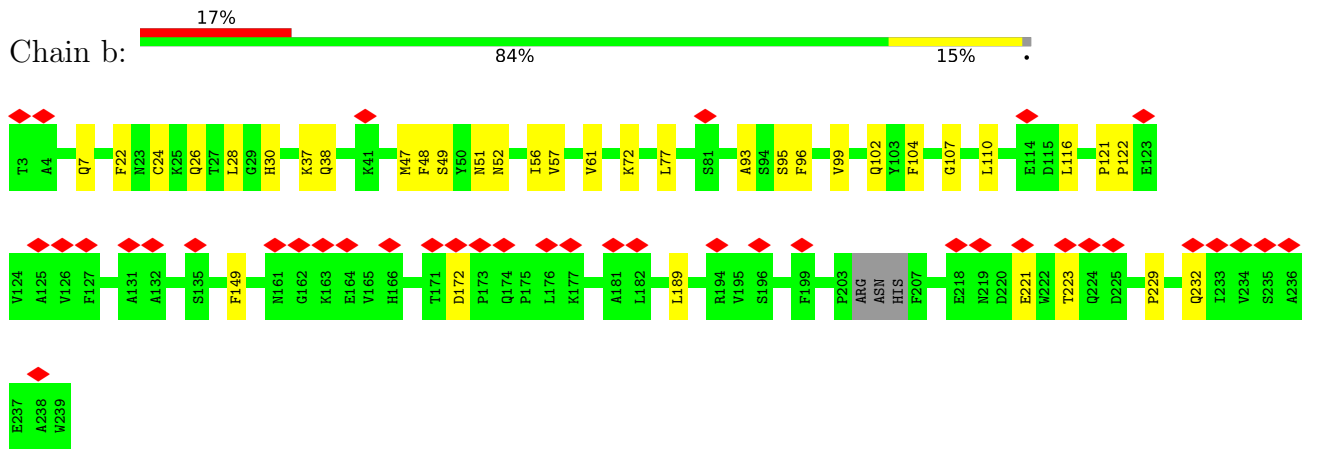 17%
Chain b:
84% 15% •
T3 A4 Q7 F22 N23 C24 K25 Q26 T27 L28 G29 H30 K37 Q38 K41 M47 F48 S49 Y50 N51 N52 I56 V57 V61 K72 L77 S81 A93 S94 S95 F96 V99 Q102 Y103 F104 G107 L110 E114 D115 L116 P121 P122 E123
V124 A125 V126 F127 A131 A132 S135 F149 N161 G162 K163 E164 V165 H166 T171 D172 P173 Q174 P175 L176 K177 A181 L182 L189 R194 V195 S196 F199 P203 ARG ASN HIS F207 E218 N219 D220 E221 W222 T223 Q224 D225 P229 Q232 I233 V234 S235 A236
E237 A238 W239